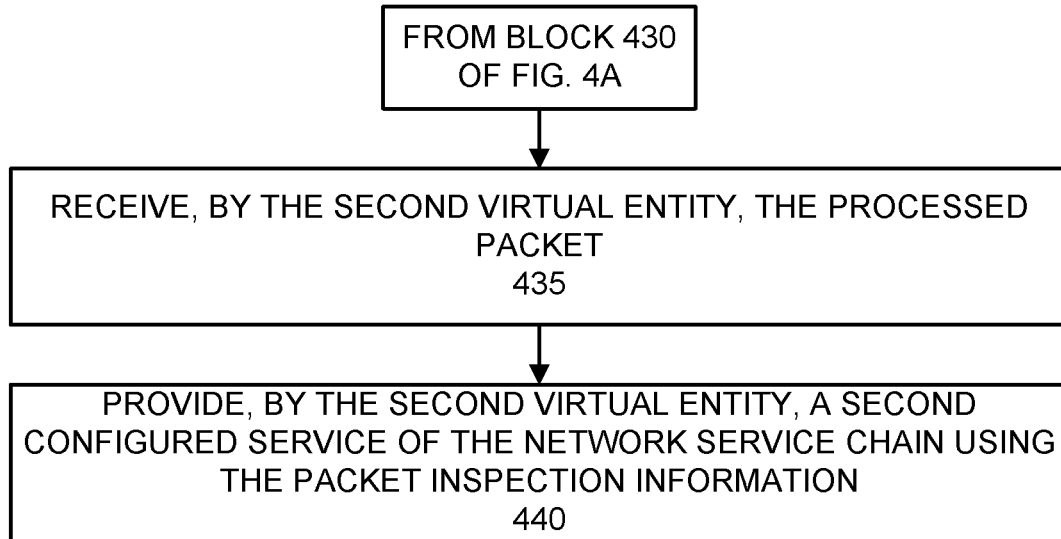 FROM BLOCK 430
OF FIG. 4A
RECEIVE, BY THE SECOND VIRTUAL ENTITY, THE PROCESSED
PACKET
435
PROVIDE, BY THE SECOND VIRTUAL ENTITY, A SECOND
CONFIGURED SERVICE OF THE NETWORK SERVICE CHAIN USING
THE PACKET INSPECTION INFORMATION
440